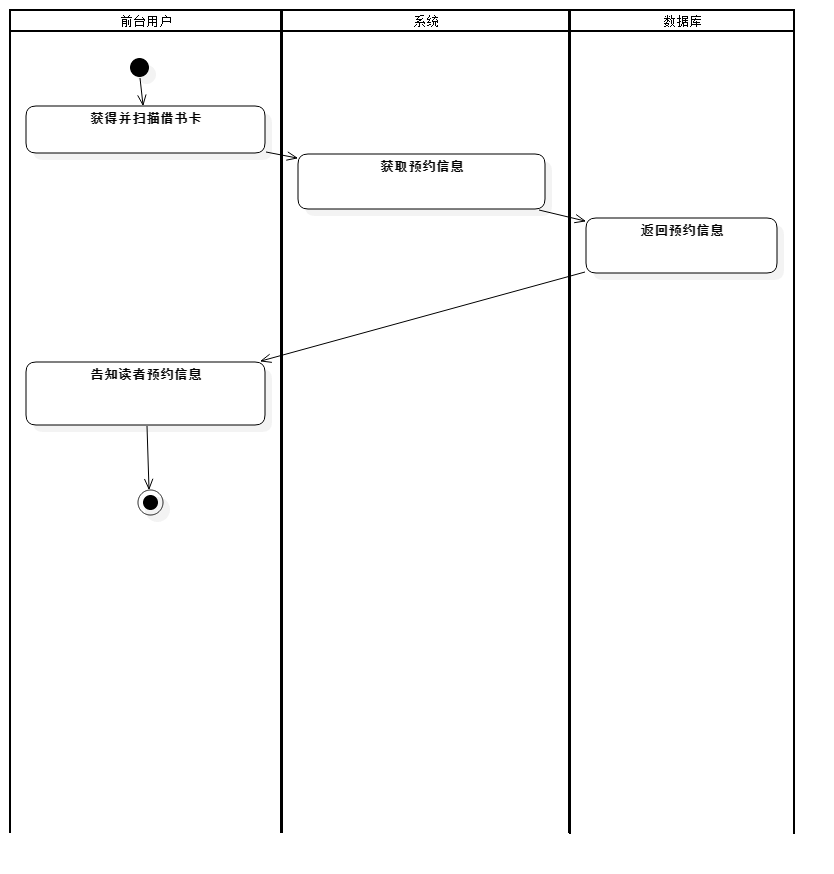 前台用户
系统
数据库
获得并扫描借书卡
获取预约信息
返回预约信息
告知读者预约信息